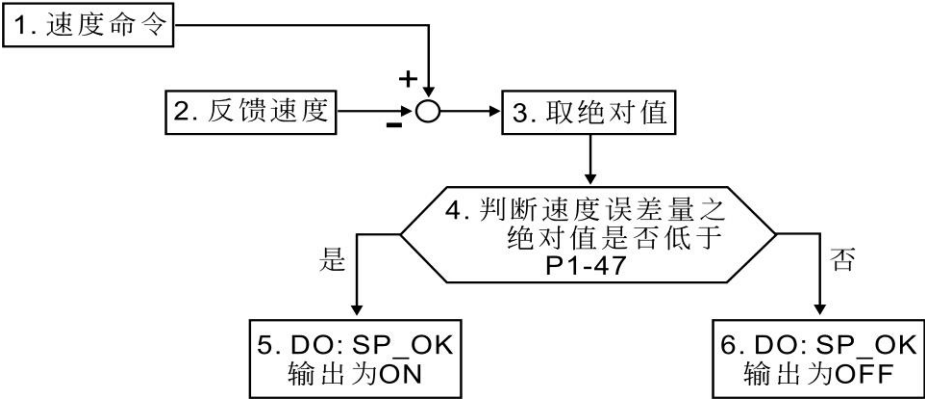 1. 速度命令
+
2. 反馈速度
-
3. 取绝对值
4. 判断速度误差量之
绝对值是否低于
P1-47
是
否
5. DO: SP_OK
输出为ON
6. DO: SP_OK
输出为OFF